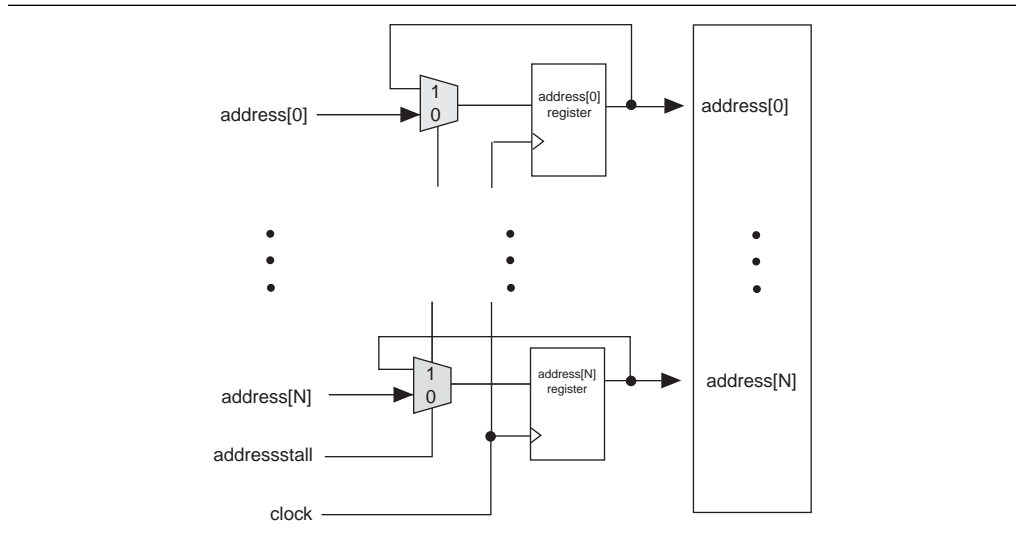 1
0
address[0]
address[0]
register
address[0]
1
0
address[N]
address[N]
register
address[N]
addressstall
clock